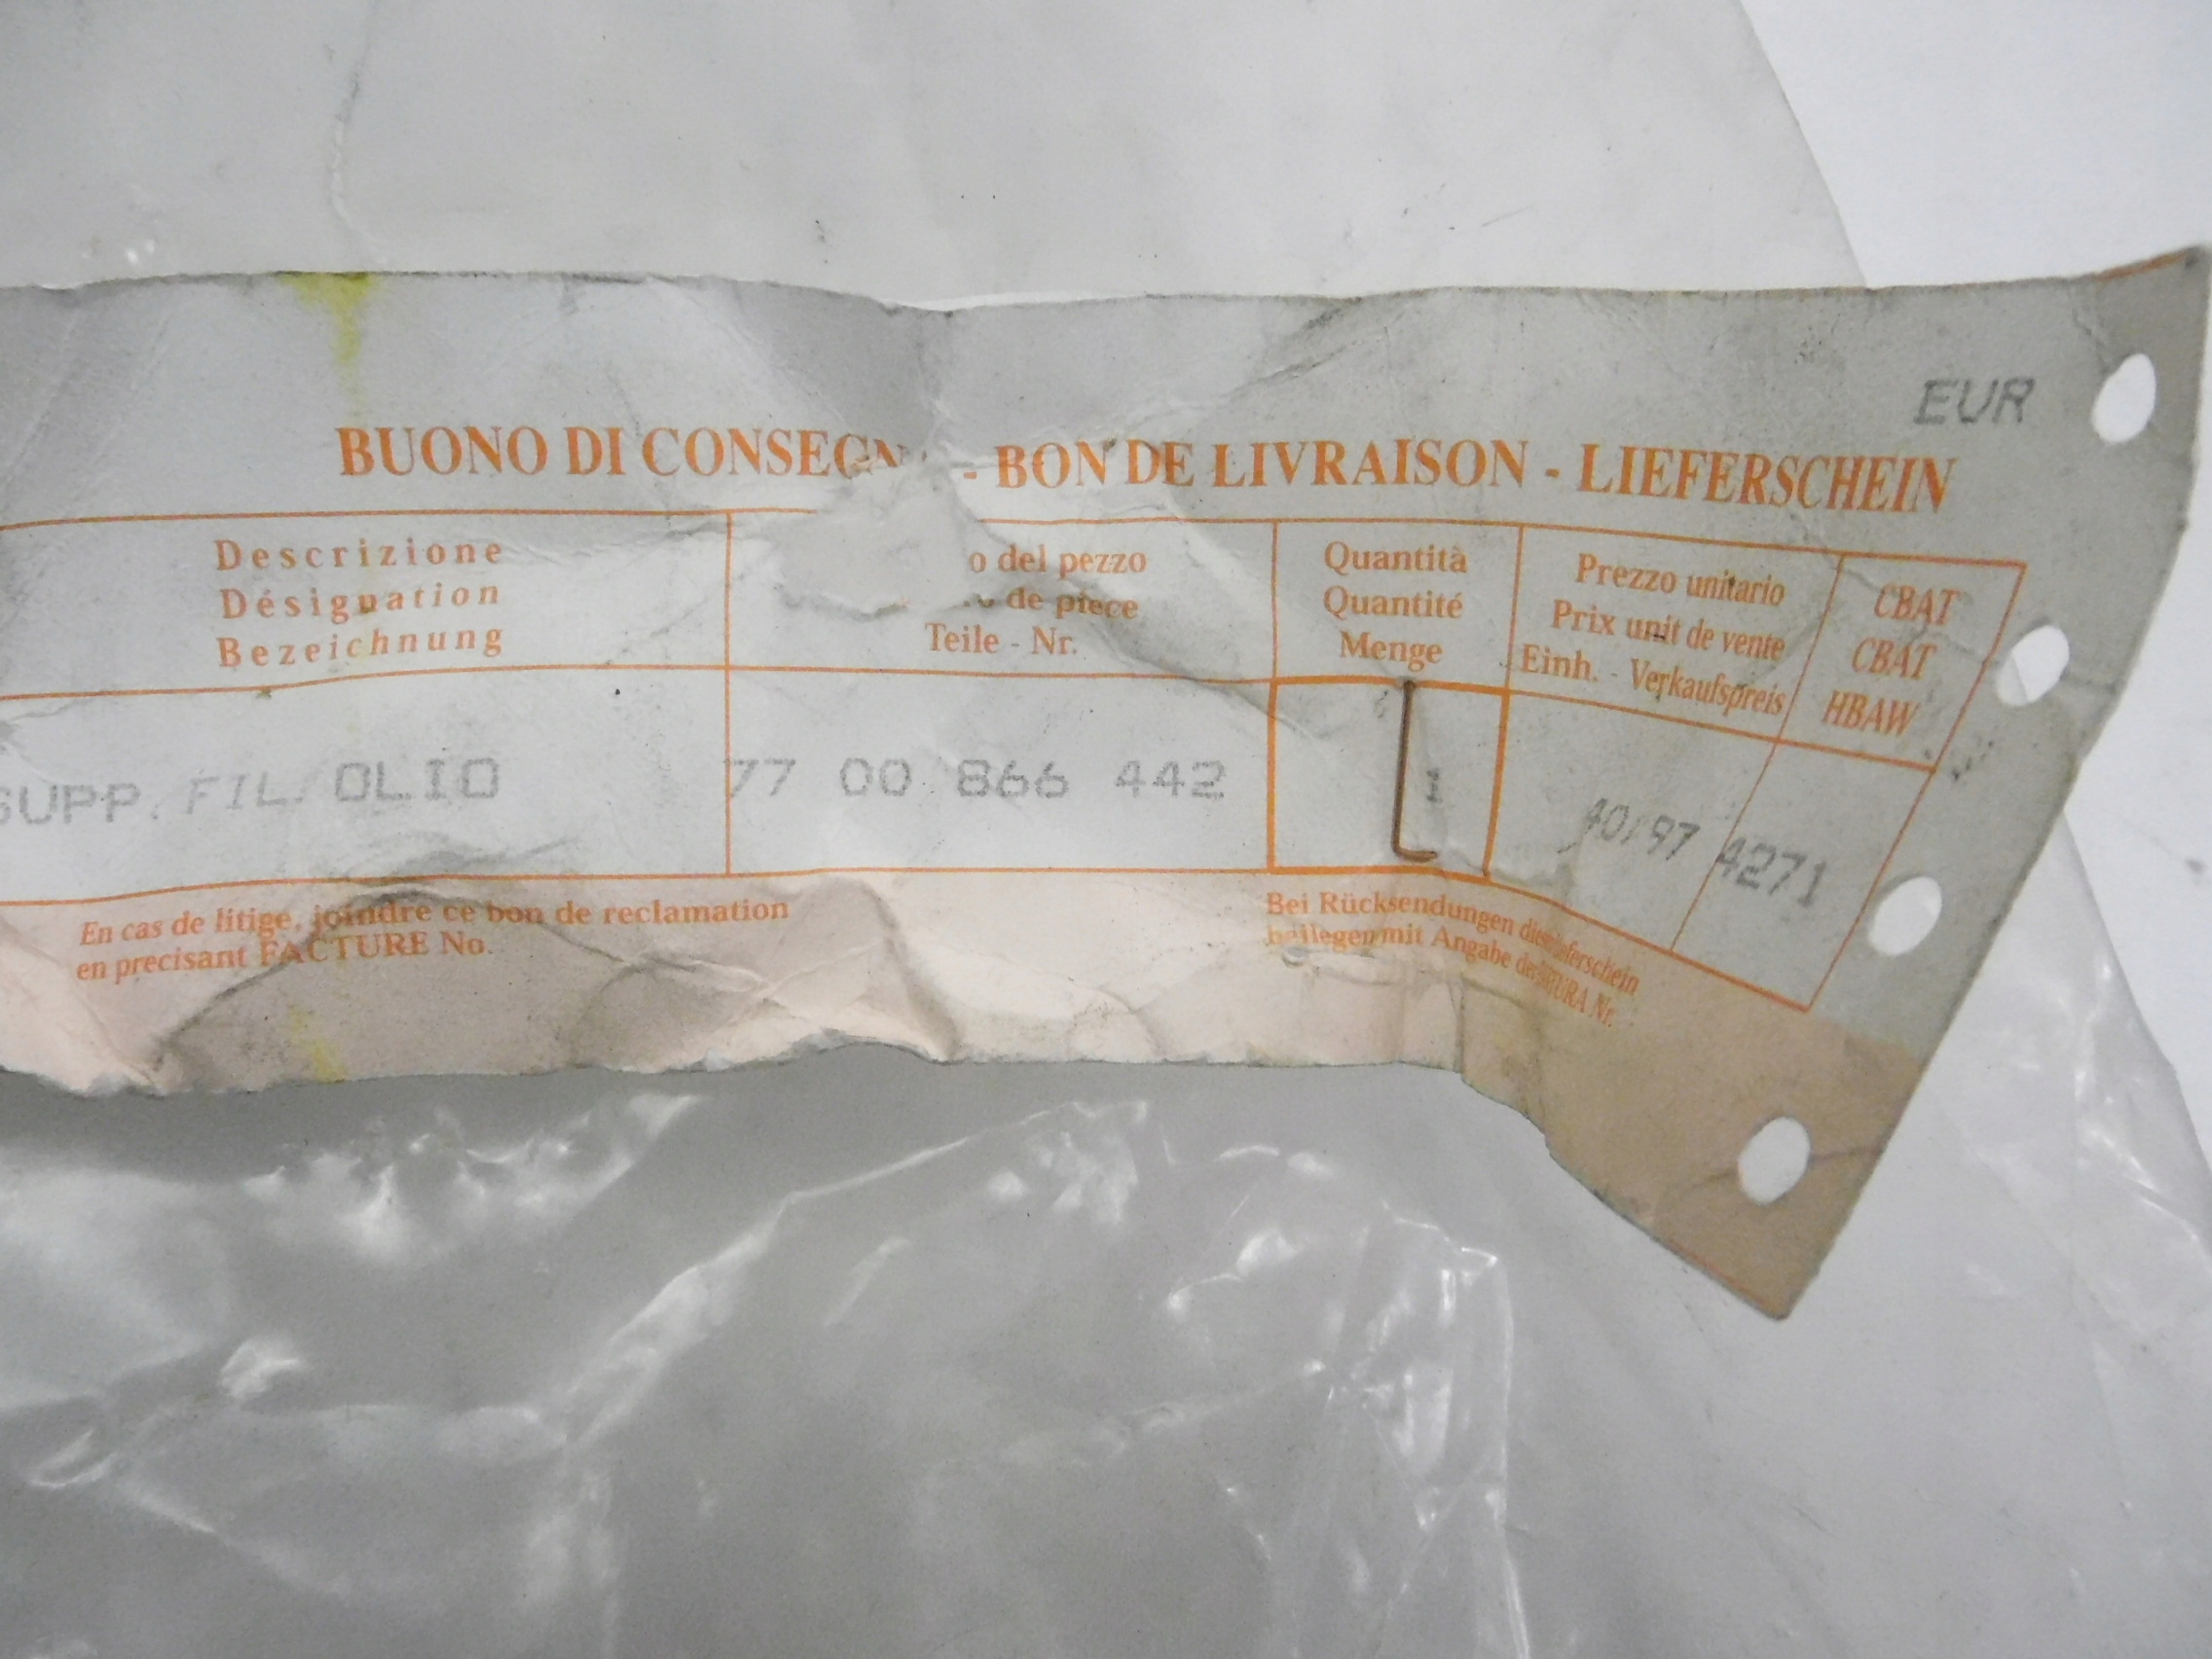 EUR
BUONO DI CONSEGN - BON DE LIVRAISON - LIEFERSCHEIN
Descrizione
Désignation
Bezeichnung
o del pezzo
de piece
Teile - Nr.
Quantità
Quantité
Menge
Prezzo unitario
Prix unit de vente
Einh. - Verkaufspreis
CBAT
CBAT
HBAW
SUPP. FIL/OLIO 77 00 866 442 1 40/97 4271
En cas de litige, joindre ce bon de reclamation
en precisant FACTURE No.
Bei Rücksendungen
beilegen mit Angabe Nr.